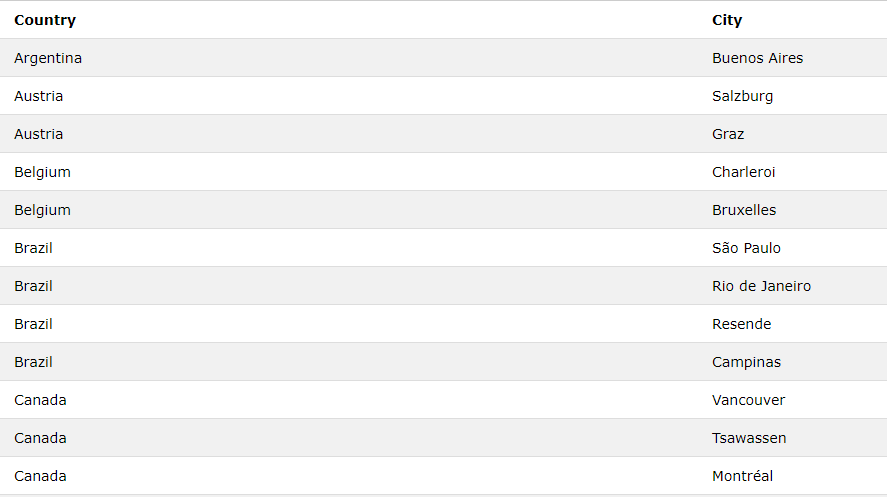 Country City
Argentina Buenos Aires
Austria Salzburg
Austria Graz
Belgium Charleroi
Belgium Bruxelles
Brazil São Paulo
Brazil Rio de Janeiro
Brazil Resende
Brazil Campinas
Canada Vancouver
Canada Tsawassen
Canada Montréal